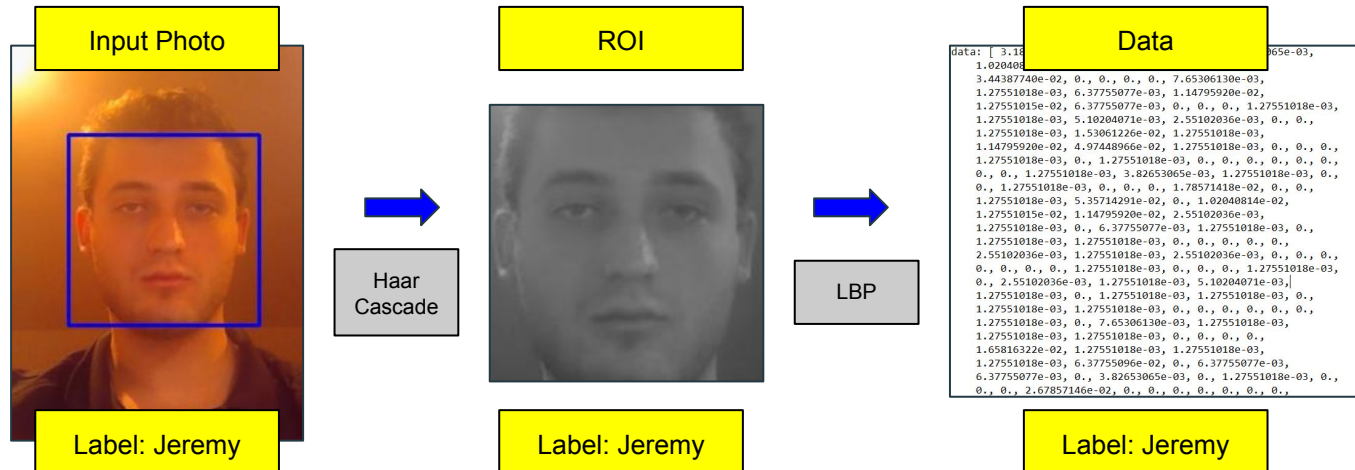 Input Photo
ROI
Data
data: [ 3.18
065e-03,
1.020408
3.44387740e-02, 0., 0., 0., 0., 7.65306130e-03,
1.27551018e-03, 6.37755077e-03, 1.14795920e-02,
1.27551015e-02, 6.37755077e-03, 0., 0., 0., 1.27551018e-03,
1.27551018e-03, 5.10204071e-03, 2.55102036e-03, 0., 0.,
1.27551018e-03, 1.53061226e-02, 1.27551018e-03,
1.14795920e-02, 4.97448966e-02, 1.27551018e-03, 0., 0., 0.,
1.27551018e-03, 0., 1.27551018e-03, 0., 0., 0., 0., 0., 0.,
0., 0., 1.27551018e-03, 3.82653065e-03, 1.27551018e-03, 0.,
0., 1.27551018e-03, 0., 0., 0., 1.78571418e-02, 0., 0.,
1.27551018e-03, 5.35714291e-02, 0., 1.02040814e-02,
1.27551015e-02, 1.14795920e-02, 2.55102036e-03,
1.27551018e-03, 0., 6.37755077e-03, 1.27551018e-03, 0.,
1.27551018e-03, 1.27551018e-03, 0., 0., 0., 0., 0.,
2.55102036e-03, 1.27551018e-03, 2.55102036e-03, 0., 0., 0.,
0., 0., 0., 0., 1.27551018e-03, 0., 0., 0., 1.27551018e-03,
0., 2.55102036e-03, 1.27551018e-03, 5.10204071e-03,
1.27551018e-03, 0., 1.27551018e-03, 1.27551018e-03, 0.,
1.27551018e-03, 1.27551018e-03, 0., 0., 0., 0., 0., 0.,
1.27551018e-03, 0., 7.65306130e-03, 1.27551018e-03,
1.27551018e-03, 1.27551018e-03, 0., 0., 0., 0.,
1.65816322e-02, 1.27551018e-03, 1.27551018e-03,
1.27551018e-03, 6.37755096e-02, 0., 6.37755077e-03,
6.37755077e-03, 0., 3.82653065e-03, 0., 1.27551018e-03, 0.,
0., 0., 2.67857146e-02, 0., 0., 0., 0., 0., 0., 0.,
Haar
Cascade
LBP
Label: Jeremy
Label: Jeremy
Label: Jeremy